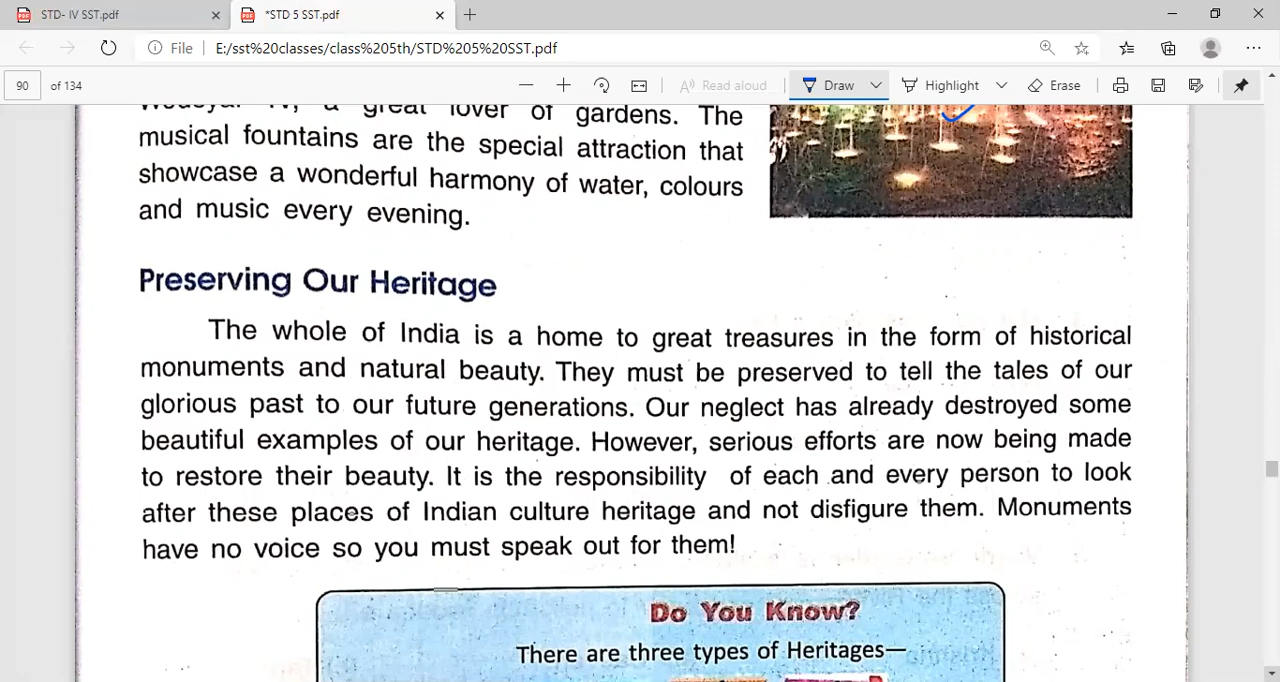 STD- IV SST.pdf
*STD 5 SST.pdf
File
E:/sst%20classes/class%205th/STD%205%20SST.pdf
90 of 134
Read aloud
Draw
Highlight
Erase
IV, a great lover of gardens. The
musical fountains are the special attraction that
showcase a wonderful harmony of water, colours
and music every evening.
Preserving Our Heritage
The whole of India is a home to great treasures in the form of historical
monuments and natural beauty. They must be preserved to tell the tales of our
glorious past to our future generations. Our neglect has already destroyed some
beautiful examples of our heritage. However, serious efforts are now being made
to restore their beauty. It is the responsibility of each and every person to look
after these places of Indian culture heritage and not disfigure them. Monuments
have no voice so you must speak out for them!
Do You Know?
There are three types of Heritages—